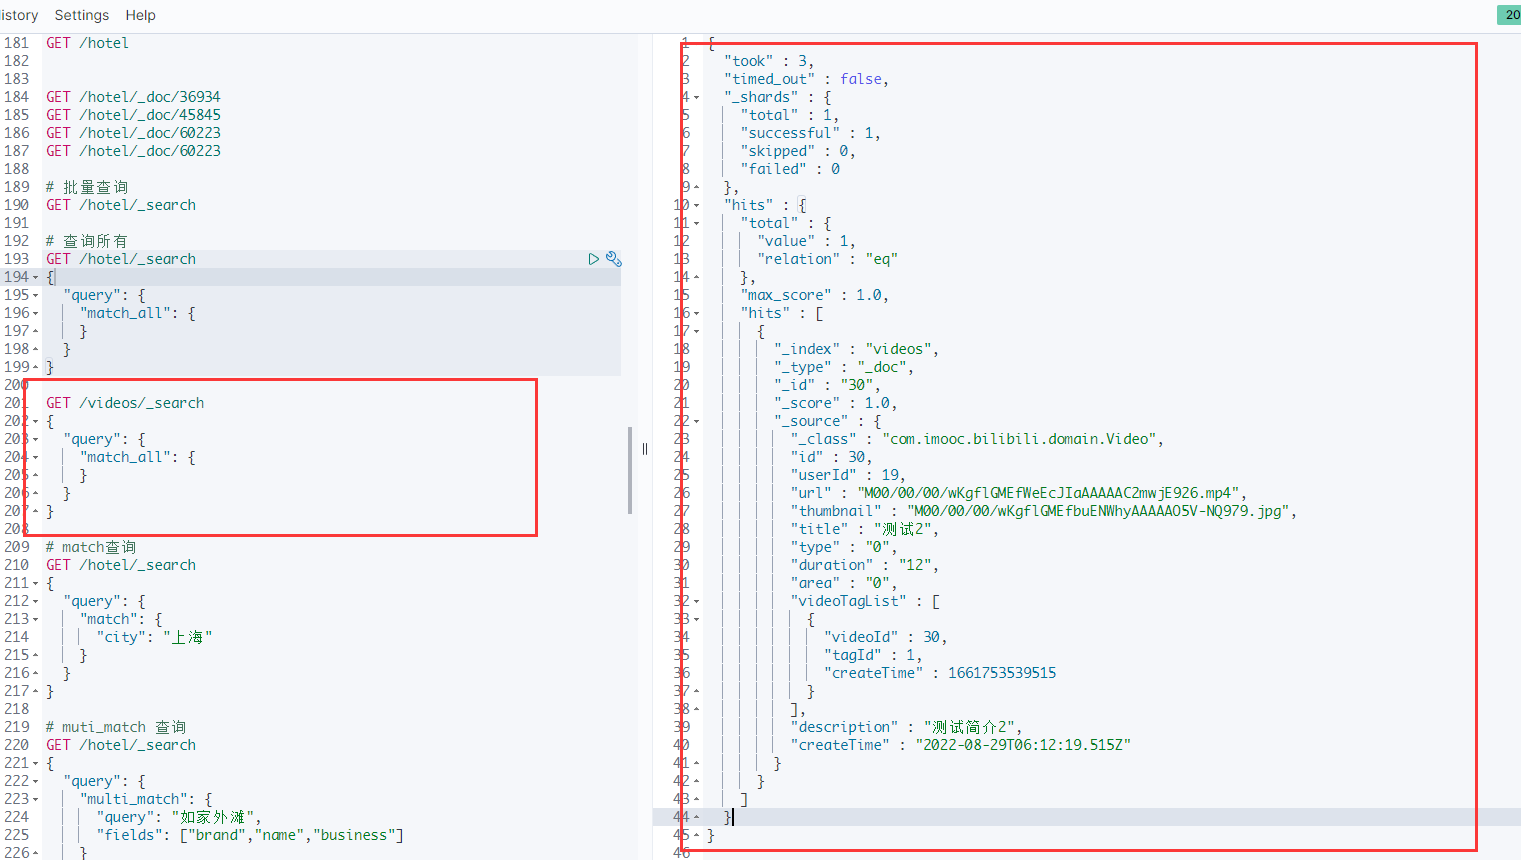 istory Settings Help 20
181 GET /hotel
182
183
184 GET /hotel/_doc/36934
185 GET /hotel/_doc/45845
186 GET /hotel/_doc/60223
187 GET /hotel/_doc/60223
188
189 # 批量查询
190 GET /hotel/_search
191
192 # 查询所有
193 GET /hotel/_search
194 {
195 "query": {
196 "match_all": {
197 }
198 }
199 }
200
201 GET /videos/_search
202 {
203 "query": {
204 "match_all": {
205 }
206 }
207 }
208
209 # match查询
210 GET /hotel/_search
211 {
212 "query": {
213 "match": {
214 "city": "上海"
215 }
216 }
217 }
218
219 # muti_match 查询
220 GET /hotel/_search
221 {
222 "query": {
223 "multi_match": {
224 "query": "如家外滩",
225 "fields": ["brand","name","business"]
226 }
1 {
2 "took" : 3,
3 "timed_out" : false,
4 "_shards" : {
5 "total" : 1,
6 "successful" : 1,
7 "skipped" : 0,
8 "failed" : 0
9 },
10 "hits" : {
11 "total" : {
12 "value" : 1,
13 "relation" : "eq"
14 },
15 "max_score" : 1.0,
16 "hits" : [
17 {
18 "_index" : "videos",
19 "_type" : "_doc",
20 "_id" : "30",
21 "_score" : 1.0,
22 "_source" : {
23 "_class" : "com.imooc.bilibili.domain.Video",
24 "id" : 30,
25 "userId" : 19,
26 "url" : "M00/00/00/wKgflGMEfWeEcJIaAAAAAC2mwjE926.mp4",
27 "thumbnail" : "M00/00/00/wKgflGMEfbuENWhyAAAAAO5V-NQ979.jpg",
28 "title" : "测试2",
29 "type" : "0",
30 "duration" : "12",
31 "area" : "0",
32 "videoTagList" : [
33 {
34 "videoId" : 30,
35 "tagId" : 1,
36 "createTime" : 1661753539515
37 }
38 ],
39 "description" : "测试简介2",
40 "createTime" : "2022-08-29T06:12:19.515Z"
41 }
42 }
43 ]
44 }
45 }
46